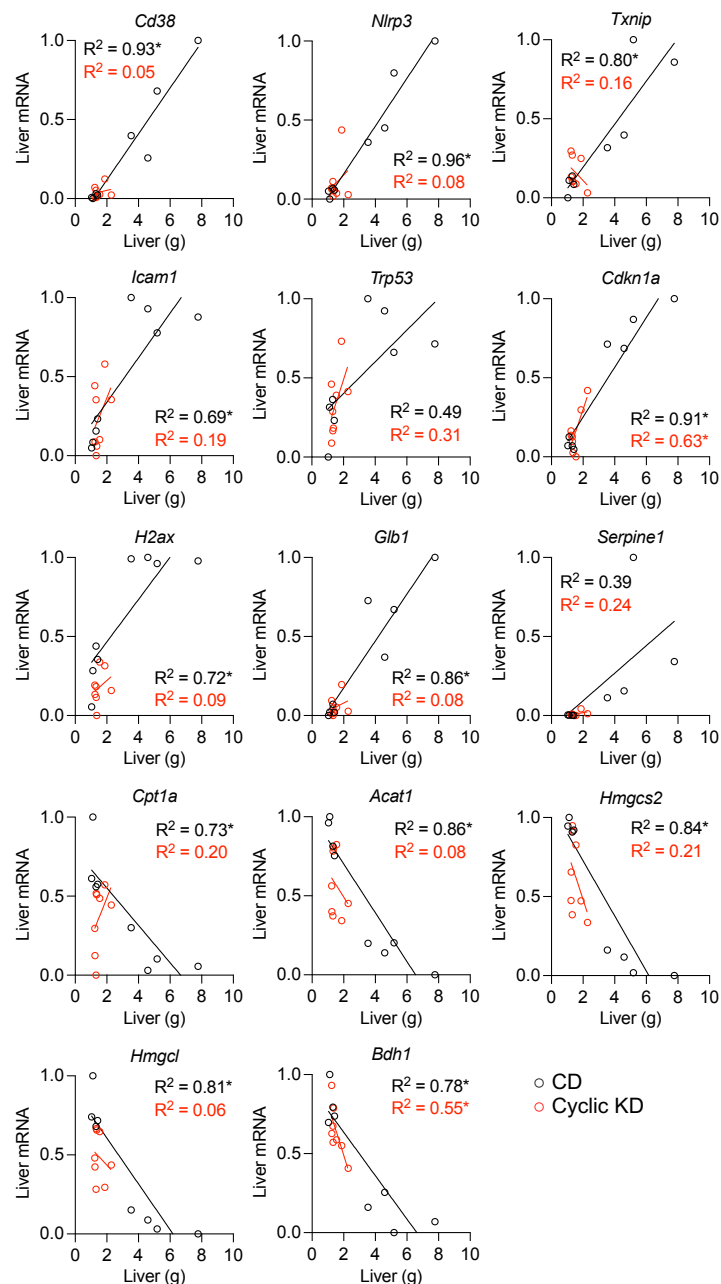 Cd38
Nlrp3
Txnip
R² = 0.93*
R² = 0.05
R² = 0.96*
R² = 0.08
R² = 0.80*
R² = 0.16
Liver mRNA
Liver mRNA
Liver mRNA
1.0
0.5
0.0
1.0
0.5
0.0
1.0
0.5
0.0
0 2 4 6 8 10
0 2 4 6 8 10
0 2 4 6 8 10
Liver (g)
Liver (g)
Liver (g)
Icam1
Trp53
Cdkn1a
R² = 0.69*
R² = 0.19
R² = 0.49
R² = 0.31
R² = 0.91*
R² = 0.63*
Liver mRNA
Liver mRNA
Liver mRNA
1.0
0.5
0.0
1.0
0.5
0.0
1.0
0.5
0.0
0 2 4 6 8 10
0 2 4 6 8 10
0 2 4 6 8 10
Liver (g)
Liver (g)
Liver (g)
H2ax
Glb1
Serpine1
R² = 0.72*
R² = 0.09
R² = 0.86*
R² = 0.08
R² = 0.39
R² = 0.24
Liver mRNA
Liver mRNA
Liver mRNA
1.0
0.5
0.0
1.0
0.5
0.0
1.0
0.5
0.0
0 2 4 6 8 10
0 2 4 6 8 10
0 2 4 6 8 10
Liver (g)
Liver (g)
Liver (g)
Cpt1a
Acat1
Hmgcs2
R² = 0.73*
R² = 0.20
R² = 0.86*
R² = 0.08
R² = 0.84*
R² = 0.21
Liver mRNA
Liver mRNA
Liver mRNA
1.0
0.5
0.0
1.0
0.5
0.0
1.0
0.5
0.0
0 2 4 6 8 10
0 2 4 6 8 10
0 2 4 6 8 10
Liver (g)
Liver (g)
Liver (g)
Hmgcl
Bdh1
R² = 0.81*
R² = 0.06
R² = 0.78*
R² = 0.55*
CD
Cyclic KD
Liver mRNA
Liver mRNA
1.0
0.5
0.0
1.0
0.5
0.0
0 2 4 6 8 10
0 2 4 6 8 10
Liver (g)
Liver (g)